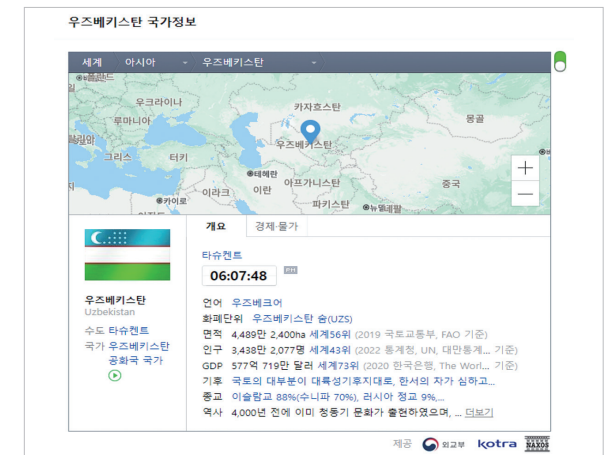 우즈베키스탄 국가정보
세계 아시아 우즈베키스탄
우크라이나
카자흐스탄
몽골
루마니아
우즈베키스탄
그리스 터키
테헤란
이라크 이란 아프가니스탄 중국
카이로 파키스탄 뉴델리
개요 경제·물가
타슈켄트
06:07:48 PM
우즈베키스탄
Uzbekistan
수도 타슈켄트
국가 우즈베키스탄
공화국 국가
언어 우즈베크어
화폐단위 우즈베키스탄 숨(UZS)
면적 4,489만 2,400ha 세계56위 (2019 국토교통부, FAO 기준)
인구 3,438만 2,077명 세계43위 (2022 통계청, UN, 대만통계... 기준)
GDP 577억 719만 달러 세계73위 (2020 한국은행, The Worl... 기준)
기후 국토의 대부분이 대륙성기후지대로, 한서의 차가 심하고...
종교 이슬람교 88%(수니파 70%), 러시아 정교 9%,...
역사 4,000년 전에 이미 청동기 문화가 출현하였으며, ... 더보기
제공 외교부 kotra NAXOS